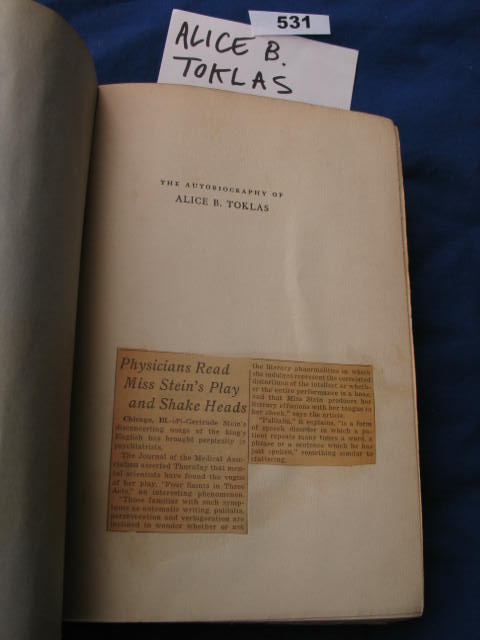 531
ALICE B.
TOKLAS
THE AUTOBIOGRAPHY OF
ALICE B. TOKLAS
Physicians Read
Miss Stein's Play
and Shake Heads
Chicago, Ill.-(P)-Gertrude Stein's
disconcerting usage of the king's
English has brought perplexity to
psychiatrists.
The Journal of the Medical Asso-
ciation asserted Thursday that men-
tal scientists have found the vogue
of her play, "Four Saints in Three
Acts," an interesting phenomenon.
"Those familiar with such symp-
toms as automatic writing, palilalia,
perseveration and verbigeration are
inclined to wonder whether or not
the literary abnormalities in which
she indulges represent the correlated
distortions of the intellect or wheth-
er the entire performance is a hoax,
and that Miss Stein produces her
literary effusions with her tongue in
her cheek," says the article.
"Palilalia," it explains, "is a form
of speech disorder in which a pa-
tient repeats many times a word, a
phrase or a sentence which he has
just spoken," something similar to
stuttering.